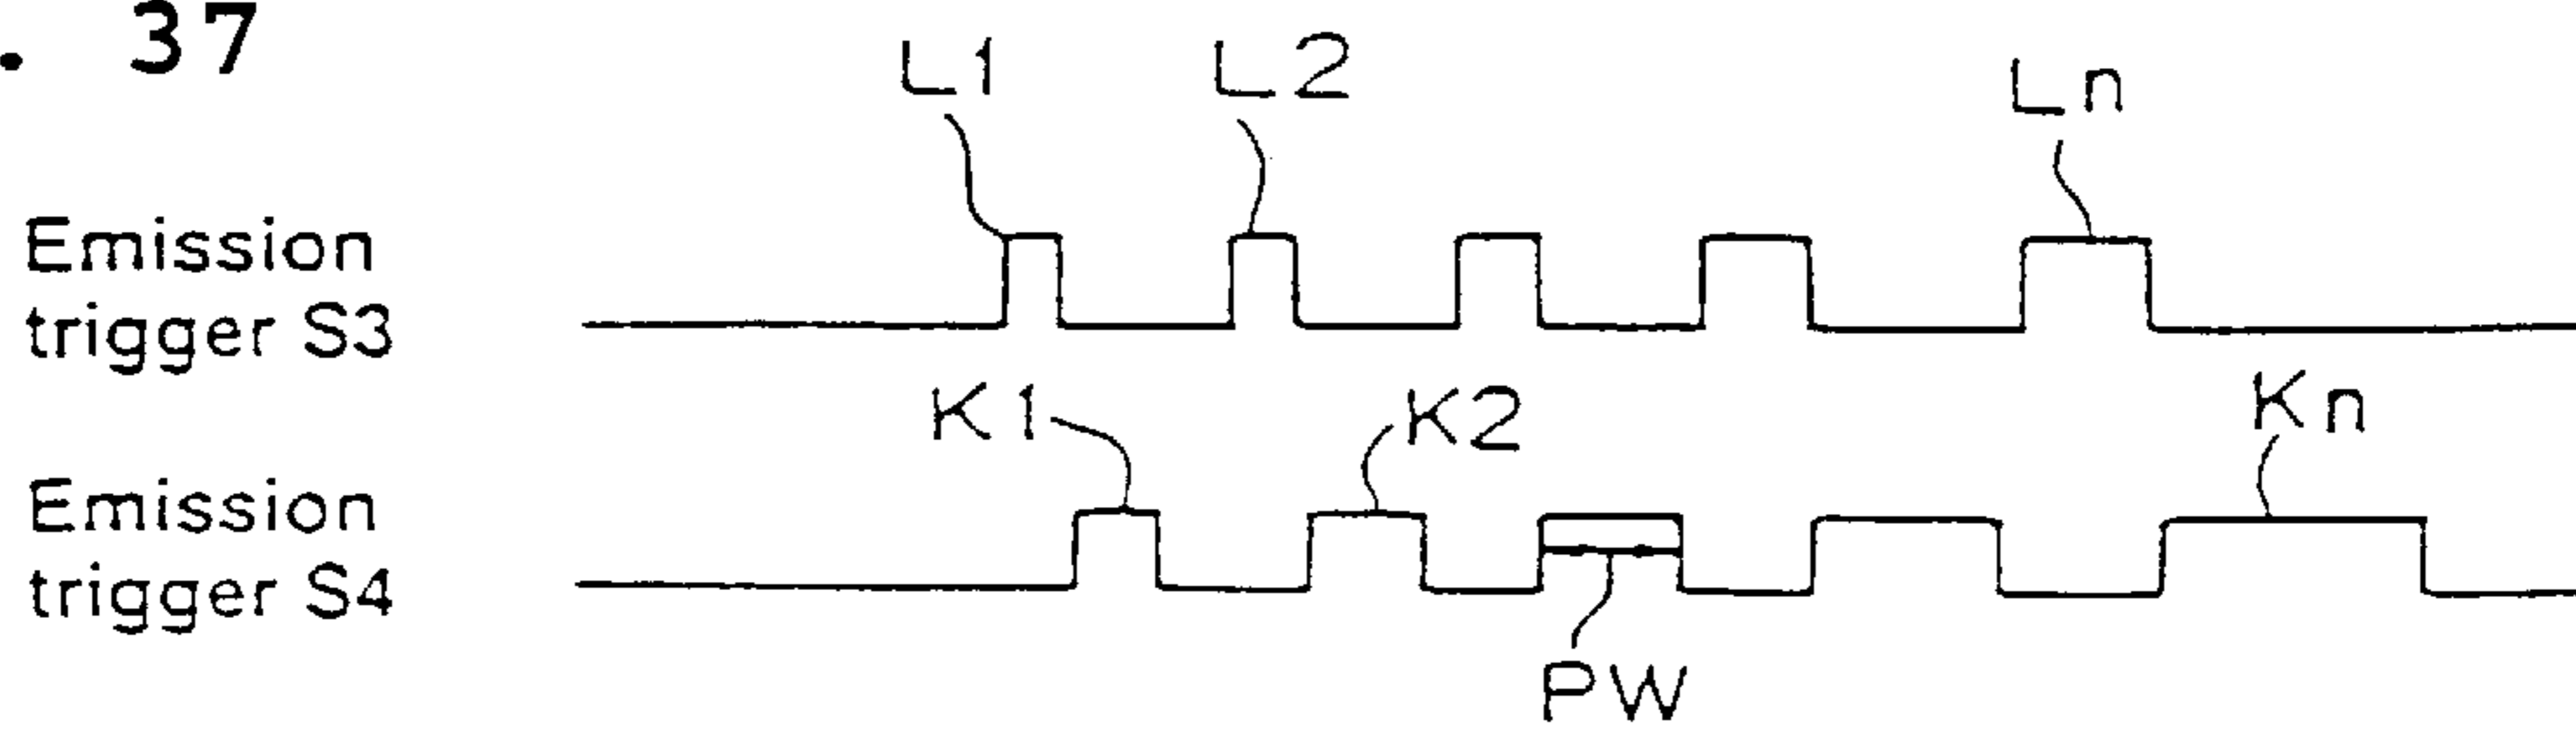 . 37
L1
L2
Ln
Emission
trigger S3
K1
K2
Kn
Emission
trigger S4
PW